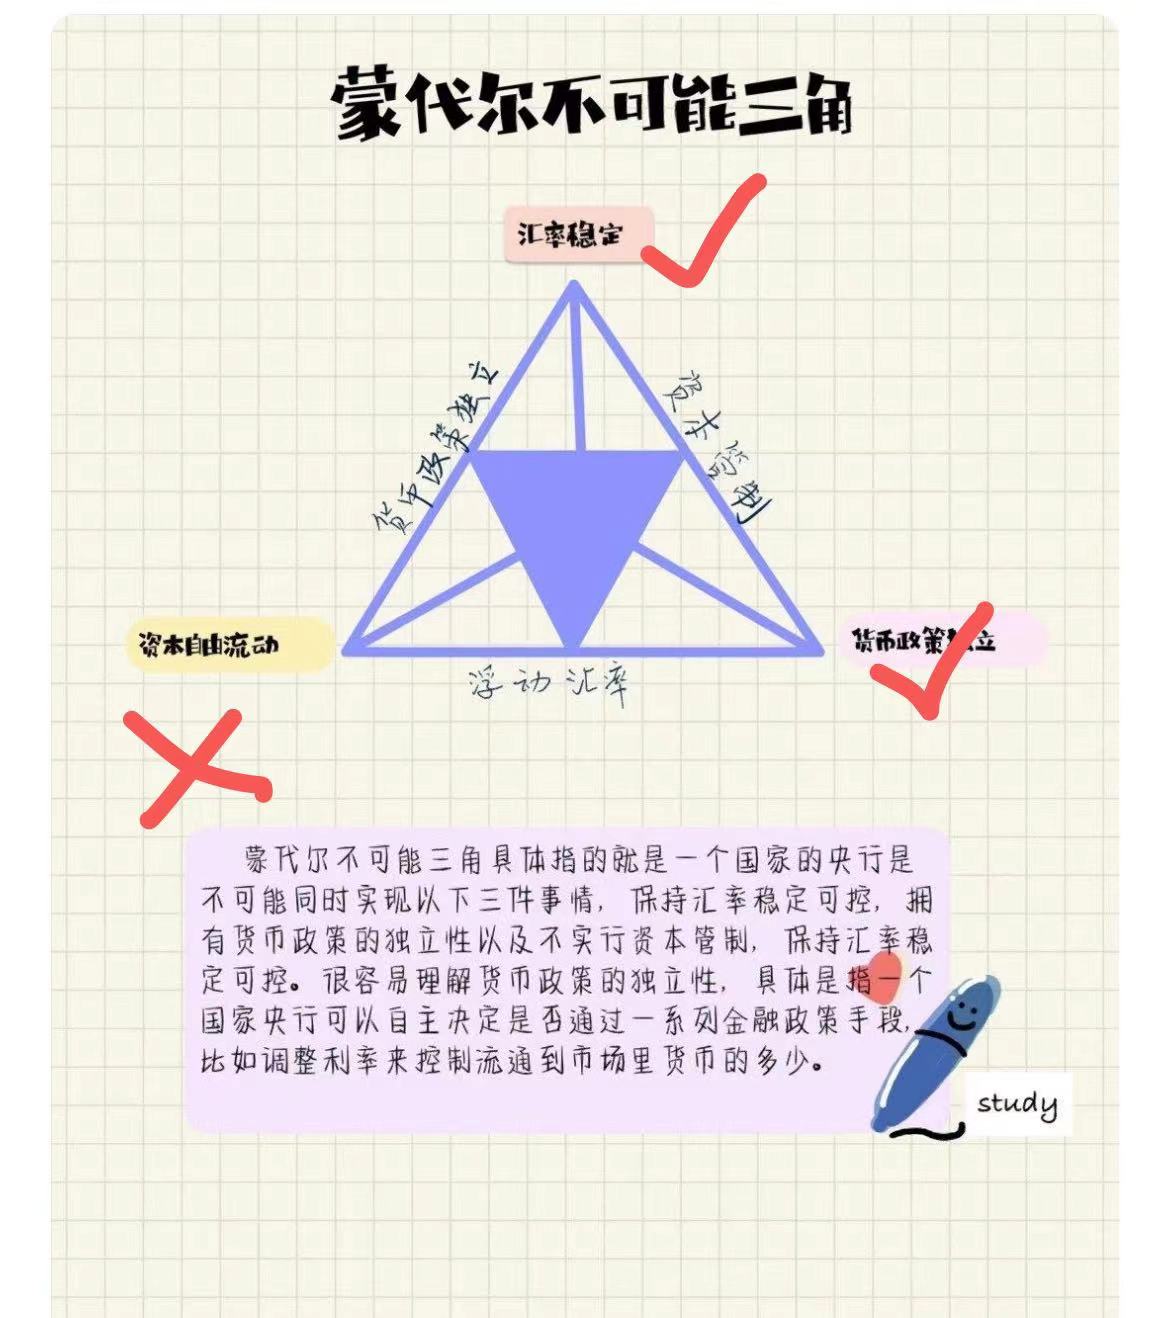 蒙代尔不可能三角
汇率稳定
货币政策独立
资本管制
资本自由流动
货币政策独立
浮动汇率
蒙代尔不可能三角具体指的就是一个国家的央行是
不可能同时实现以下三件事情，保持汇率稳定可控，拥
有货币政策的独立性以及不实行资本管制，保持汇率稳
定可控。很容易理解货币政策的独立性，具体是指一个
国家央行可以自主决定是否通过一系列金融政策手段，
比如调整利率来控制流通到市场里货币的多少。
study